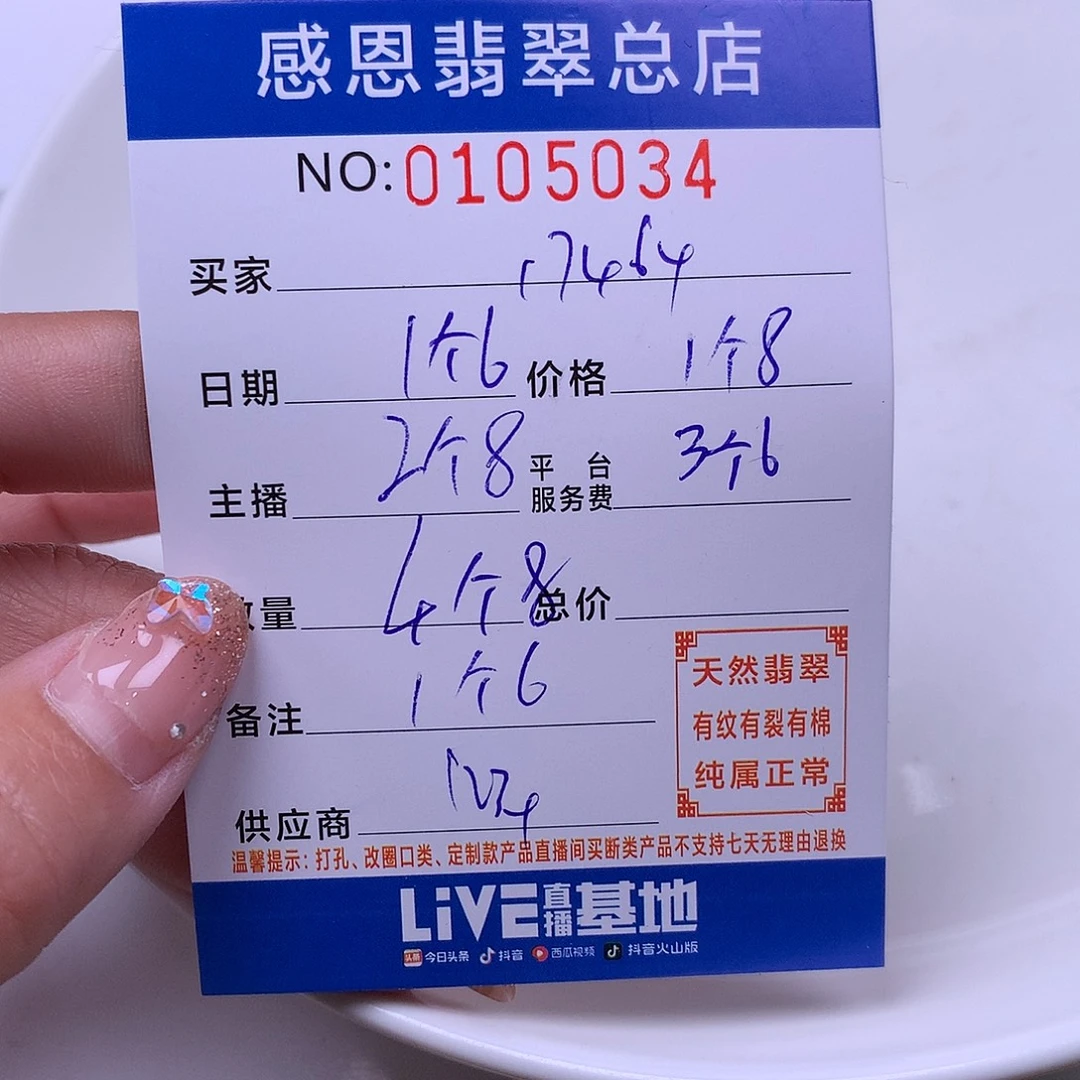 感恩翡翠总店
NO:0105034
买家 17464
日期 1个6 价格 1个8
主播 2个8 平台服务费 3个6
量 4个8 总价
备注 1个6
天然翡翠
有纹有裂有棉
纯属正常
供应商
温馨提示：打孔、改圈口类、定制款产品直播间买断类产品不支持七天无理由退换
LiVE直播基地
头条 今日头条 抖音 西瓜视频 抖音火山版